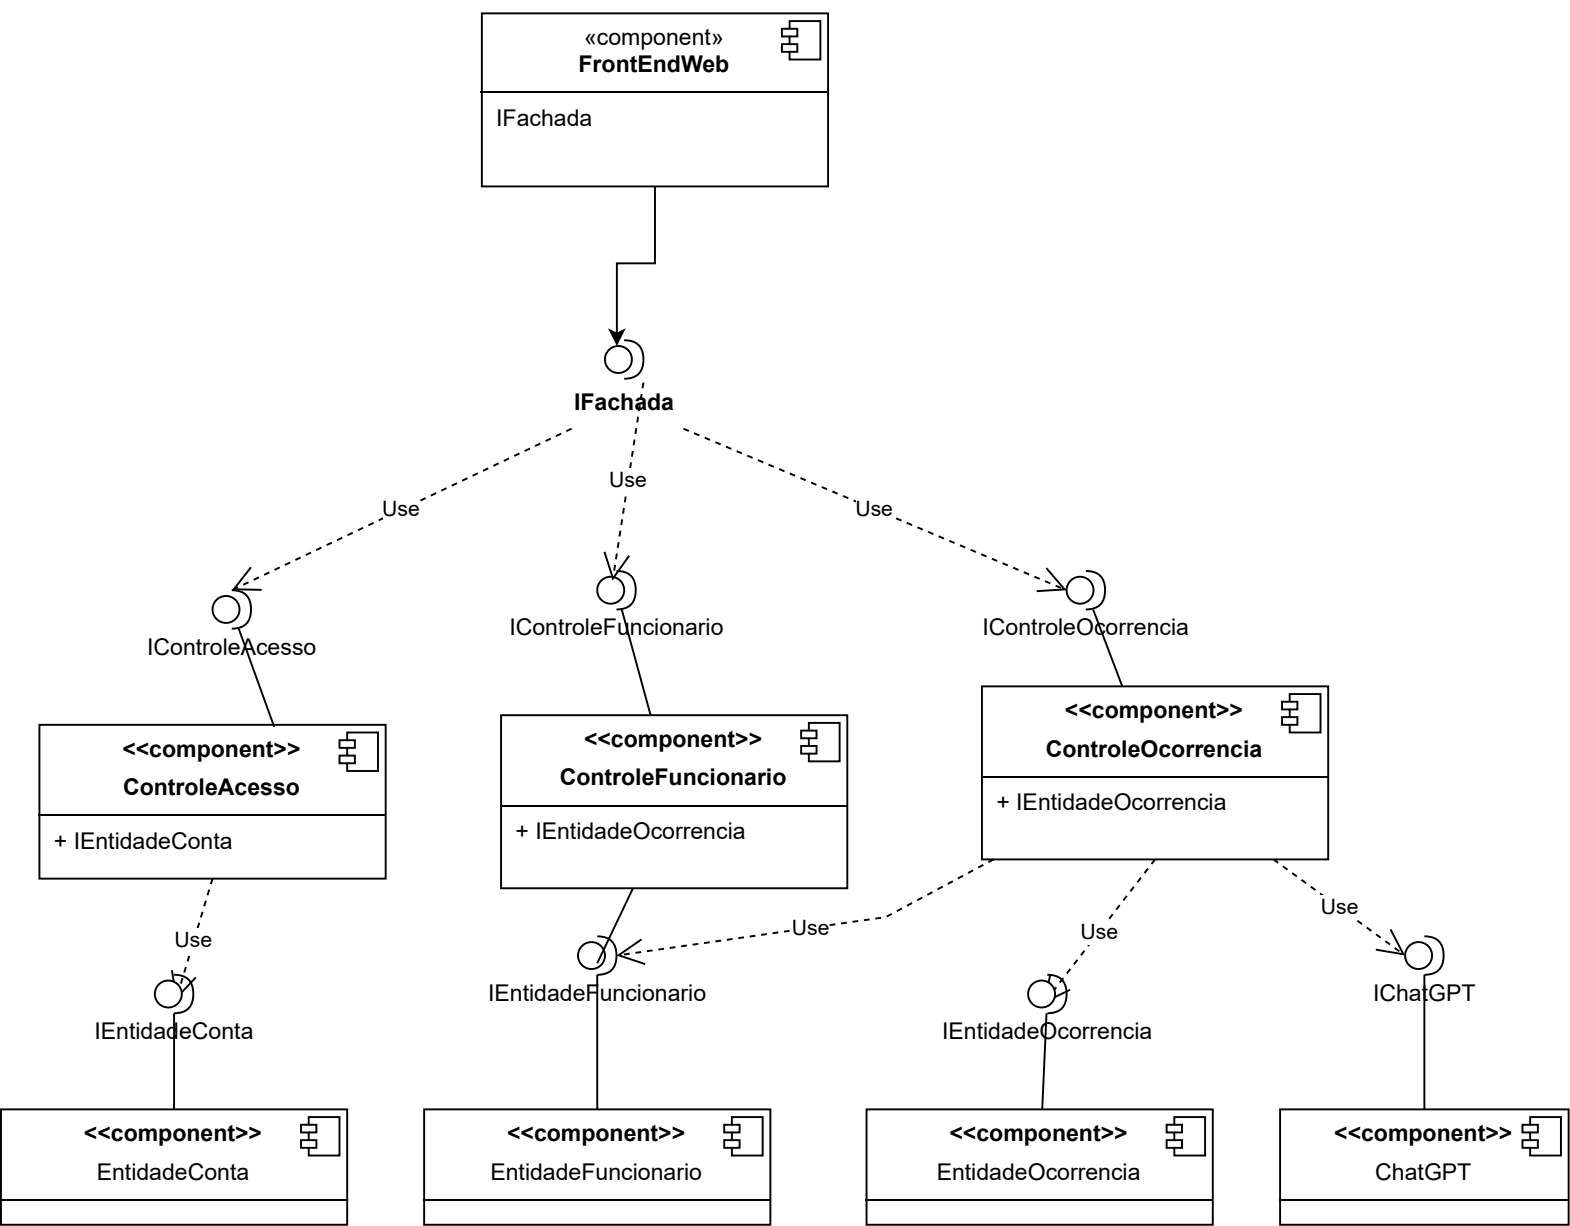 «component»
FrontEndWeb
IFachada
IFachada
Use
Use
Use
IControleAcesso
IControleFuncionario
IControleOcorrencia
<<component>>
ControleAcesso
+ IEntidadeConta
<<component>>
ControleFuncionario
+ IEntidadeOcorrencia
<<component>>
ControleOcorrencia
+ IEntidadeOcorrencia
Use
Use
Use
Use
IEntidadeConta
IEntidadeFuncionario
IEntidadeOcorrencia
IChatGPT
<<component>>
EntidadeConta
<<component>>
EntidadeFuncionario
<<component>>
EntidadeOcorrencia
<<component>>
ChatGPT